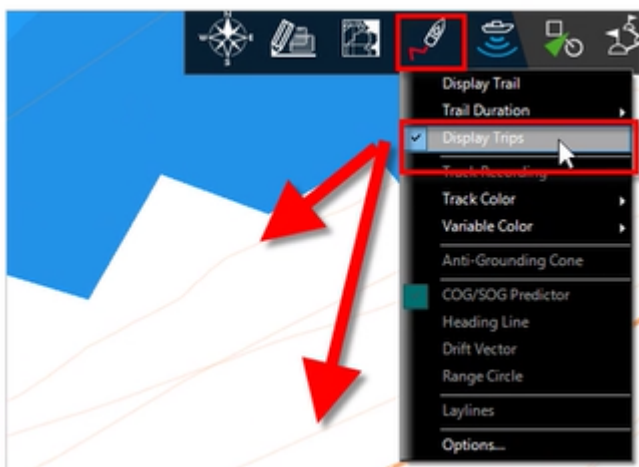 Display Trail
Trail Duration
Display Trips
Track Recording
Track Color
Variable Color
Anti-Grounding Cone
COG/SOG Predictor
Heading Line
Drift Vector
Range Circle
Laylines
Options...